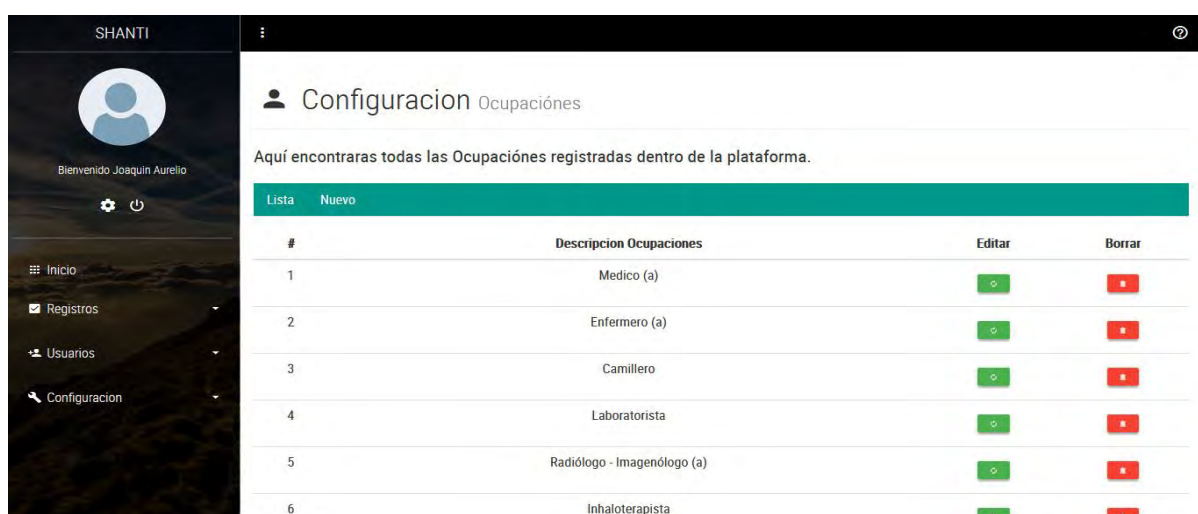 SHANTI
Bienvenido Joaquin Aurelio
Inicio
Registros
Usuarios
Configuracion
Configuracion Ocupaciónes
Aquí encontraras todas las Ocupaciónes registradas dentro de la plataforma.
Lista Nuevo
# Descripcion Ocupaciones Editar Borrar
1 Medico (a)
2 Enfermero (a)
3 Camillero
4 Laboratorista
5 Radiólogo - Imagenólogo (a)
6 Inhaloterapista